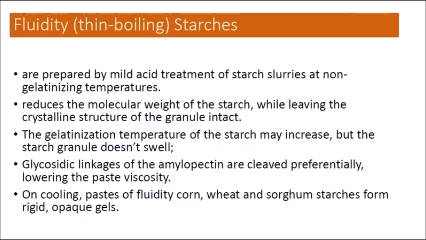 Fluidity (thin-boiling) Starches
• are prepared by mild acid treatment of starch slurries at non-
gelatinizing temperatures.
• reduces the molecular weight of the starch, while leaving the
crystalline structure of the granule intact.
• The gelatinization temperature of the starch may increase, but the
starch granule doesn't swell;
• Glycosidic linkages of the amylopectin are cleaved preferentially,
lowering the paste viscosity.
• On cooling, pastes of fluidity corn, wheat and sorghum starches form
rigid, opaque gels.